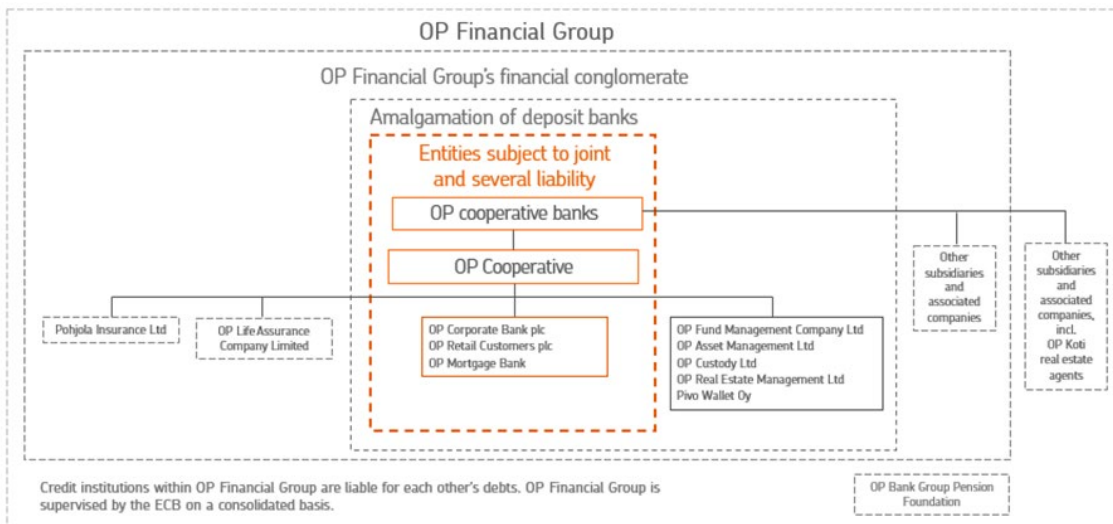 OP Financial Group
OP Financial Group's financial conglomerate
Amalgamation of deposit banks
Entities subject to joint
and several liability
OP cooperative banks
OP Cooperative
Pohjola Insurance Ltd
OP Life Assurance
Company Limited
OP Corporate Bank plc
OP Retail Customers plc
OP Mortgage Bank
OP Fund Management Company Ltd
OP Asset Management Ltd
OP Custody Ltd
OP Real Estate Management Ltd
Pivo Wallet Oy
Other
subsidiaries
and
associated
companies
Other
subsidiaries
and
associated
companies,
incl.
OP Koti
real estate
agents
Credit institutions within OP Financial Group are liable for each other's debts. OP Financial Group is
supervised by the ECB on a consolidated basis.
OP Bank Group Pension
Foundation